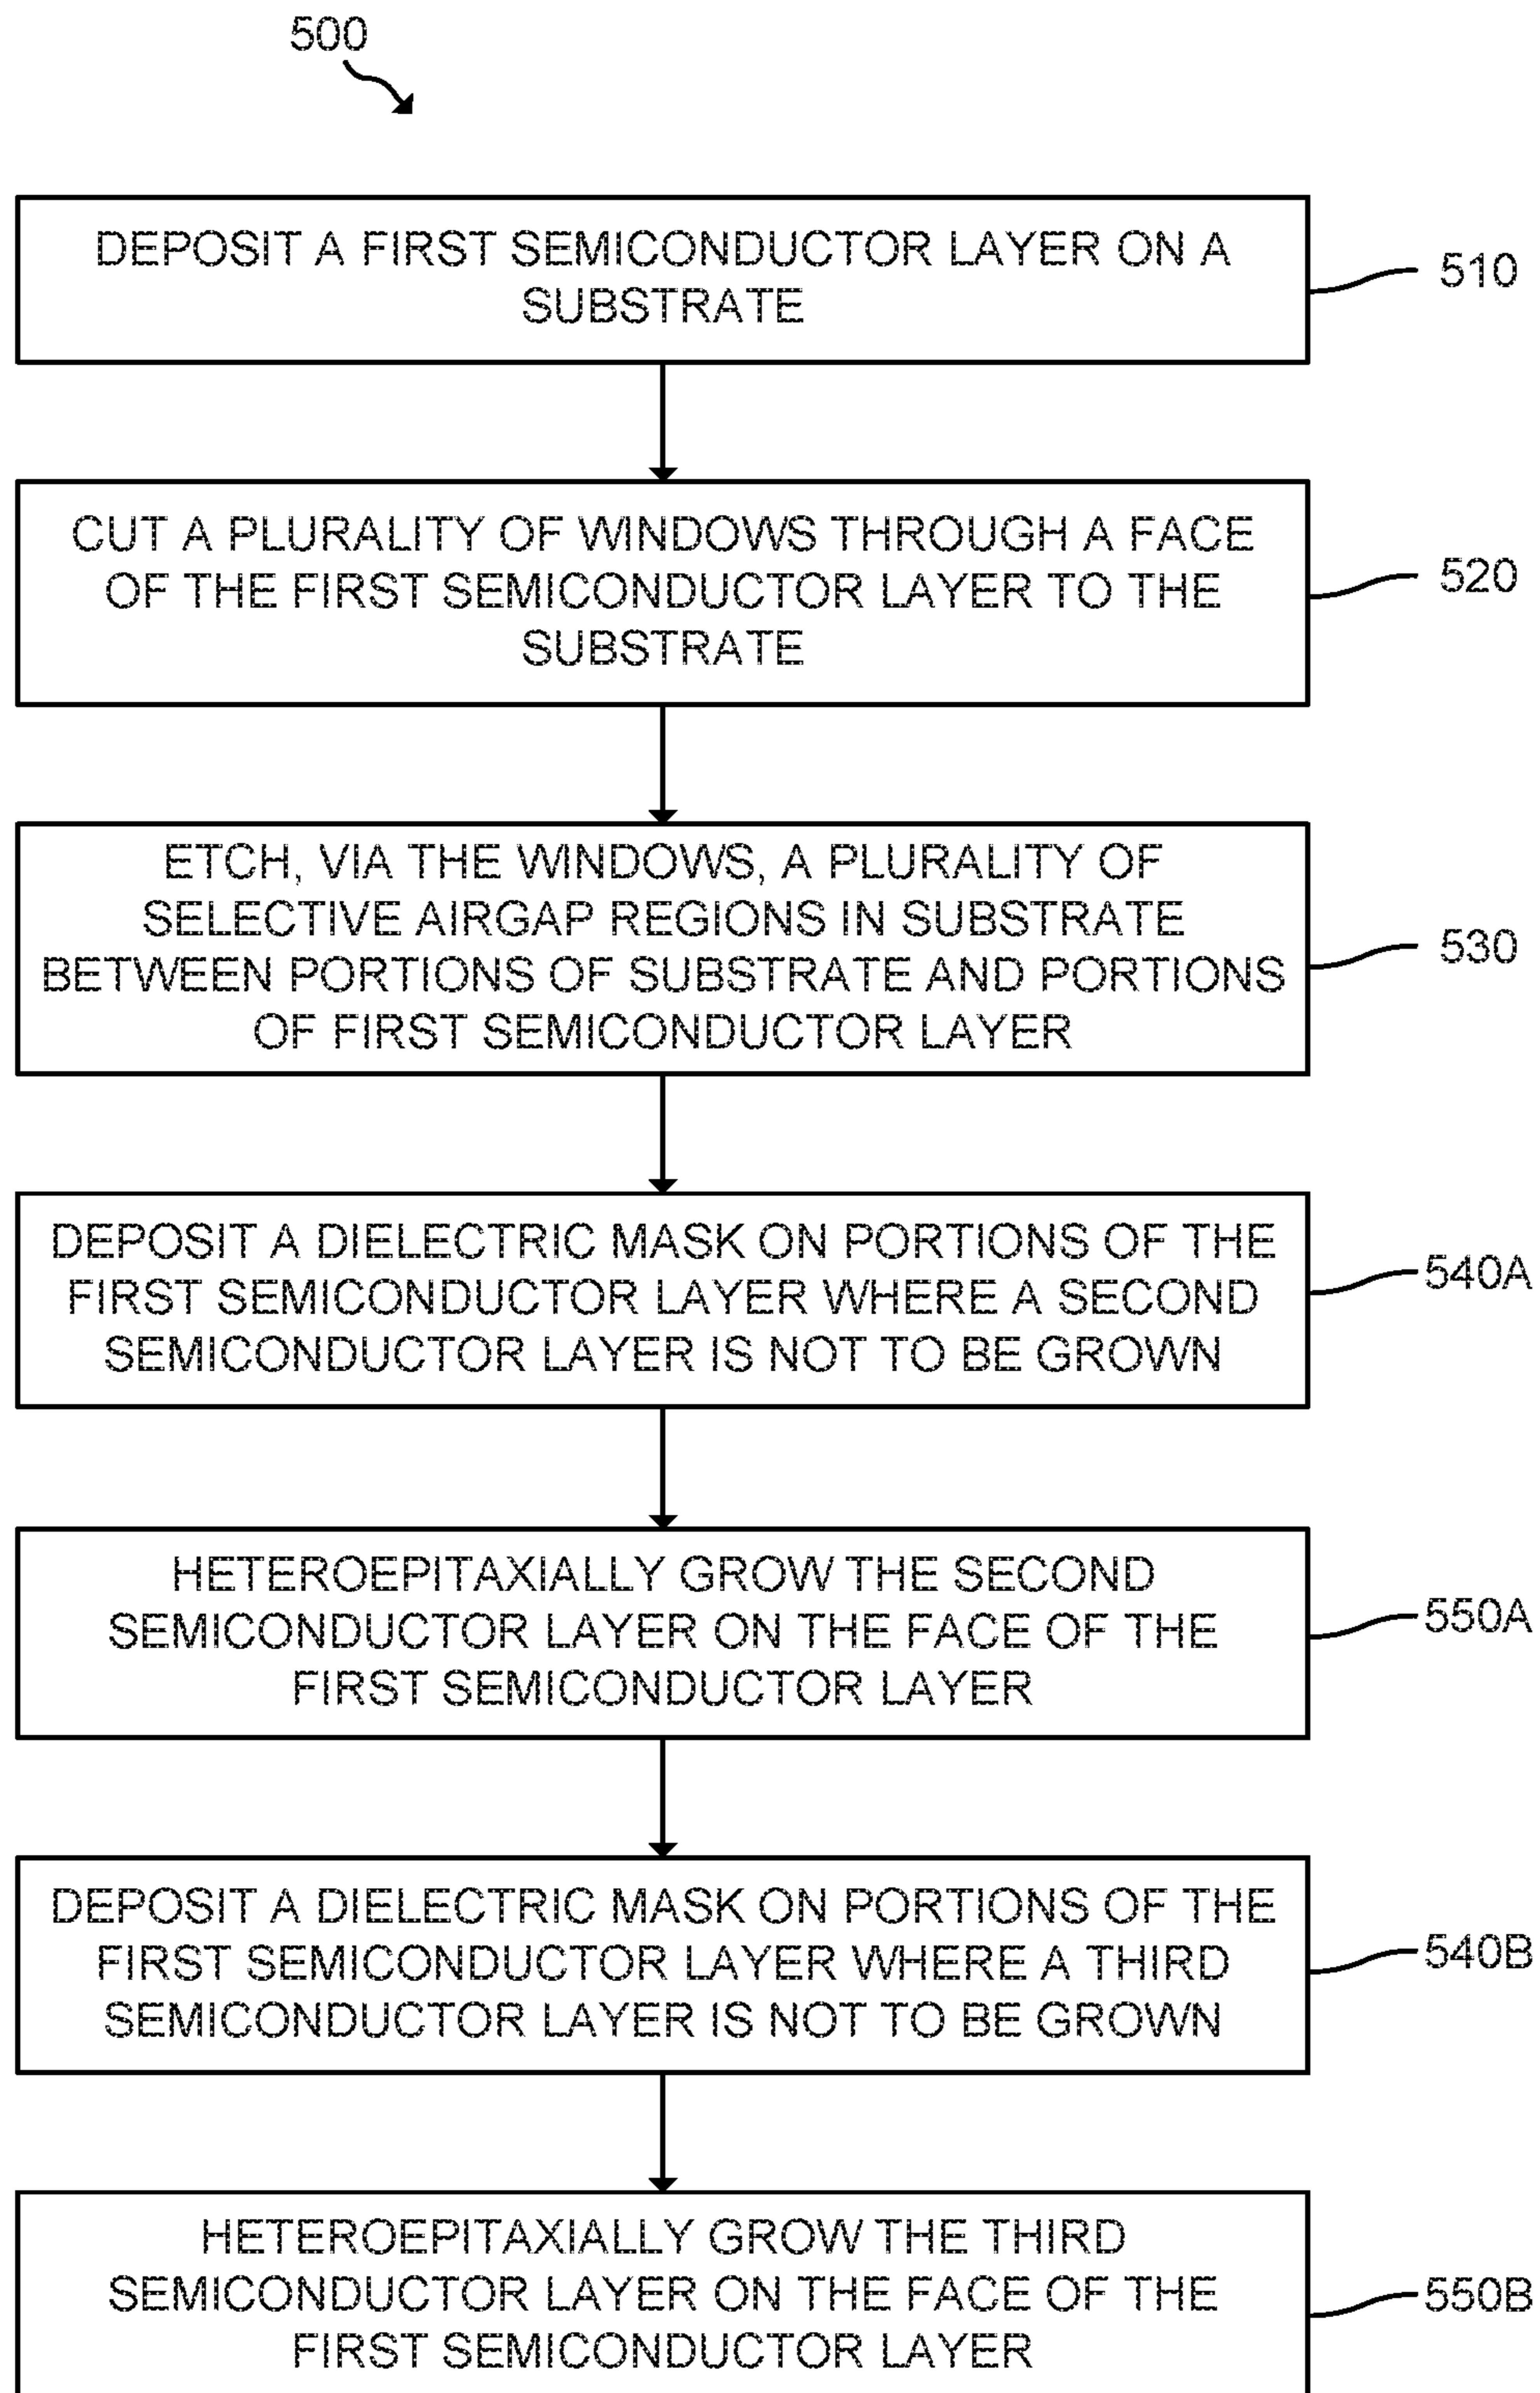 500
DEPOSIT A FIRST SEMICONDUCTOR LAYER ON A
SUBSTRATE
510
CUT A PLURALITY OF WINDOWS THROUGH A FACE
OF THE FIRST SEMICONDUCTOR LAYER TO THE
SUBSTRATE
520
ETCH, VIA THE WINDOWS, A PLURALITY OF
SELECTIVE AIRGAP REGIONS IN SUBSTRATE
BETWEEN PORTIONS OF SUBSTRATE AND PORTIONS
OF FIRST SEMICONDUCTOR LAYER
530
DEPOSIT A DIELECTRIC MASK ON PORTIONS OF THE
FIRST SEMICONDUCTOR LAYER WHERE A SECOND
SEMICONDUCTOR LAYER IS NOT TO BE GROWN
540A
HETEROEPITAXIALLY GROW THE SECOND
SEMICONDUCTOR LAYER ON THE FACE OF THE
FIRST SEMICONDUCTOR LAYER
550A
DEPOSIT A DIELECTRIC MASK ON PORTIONS OF THE
FIRST SEMICONDUCTOR LAYER WHERE A THIRD
SEMICONDUCTOR LAYER IS NOT TO BE GROWN
540B
HETEROEPITAXIALLY GROW THE THIRD
SEMICONDUCTOR LAYER ON THE FACE OF THE
FIRST SEMICONDUCTOR LAYER
550B